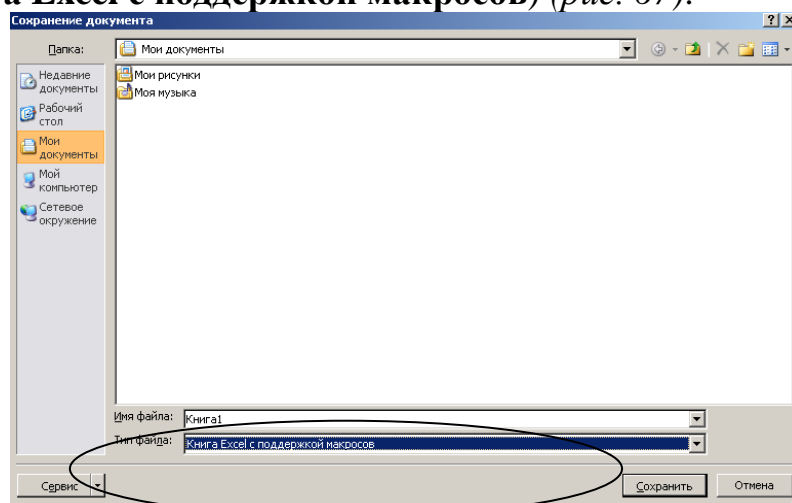 а Excel с поддержкой макросов) (рис. 87).
Сохранение документа
Папка:
Мои документы
Недавние
документы
Рабочий
стол
Мои
документы
Мой
компьютер
Сетевое
окружение
Мои рисунки
Моя музыка
Имя файла:
Книга1
Тип файла:
Книга Excel с поддержкой макросов
Сервис
Сохранить
Отмена